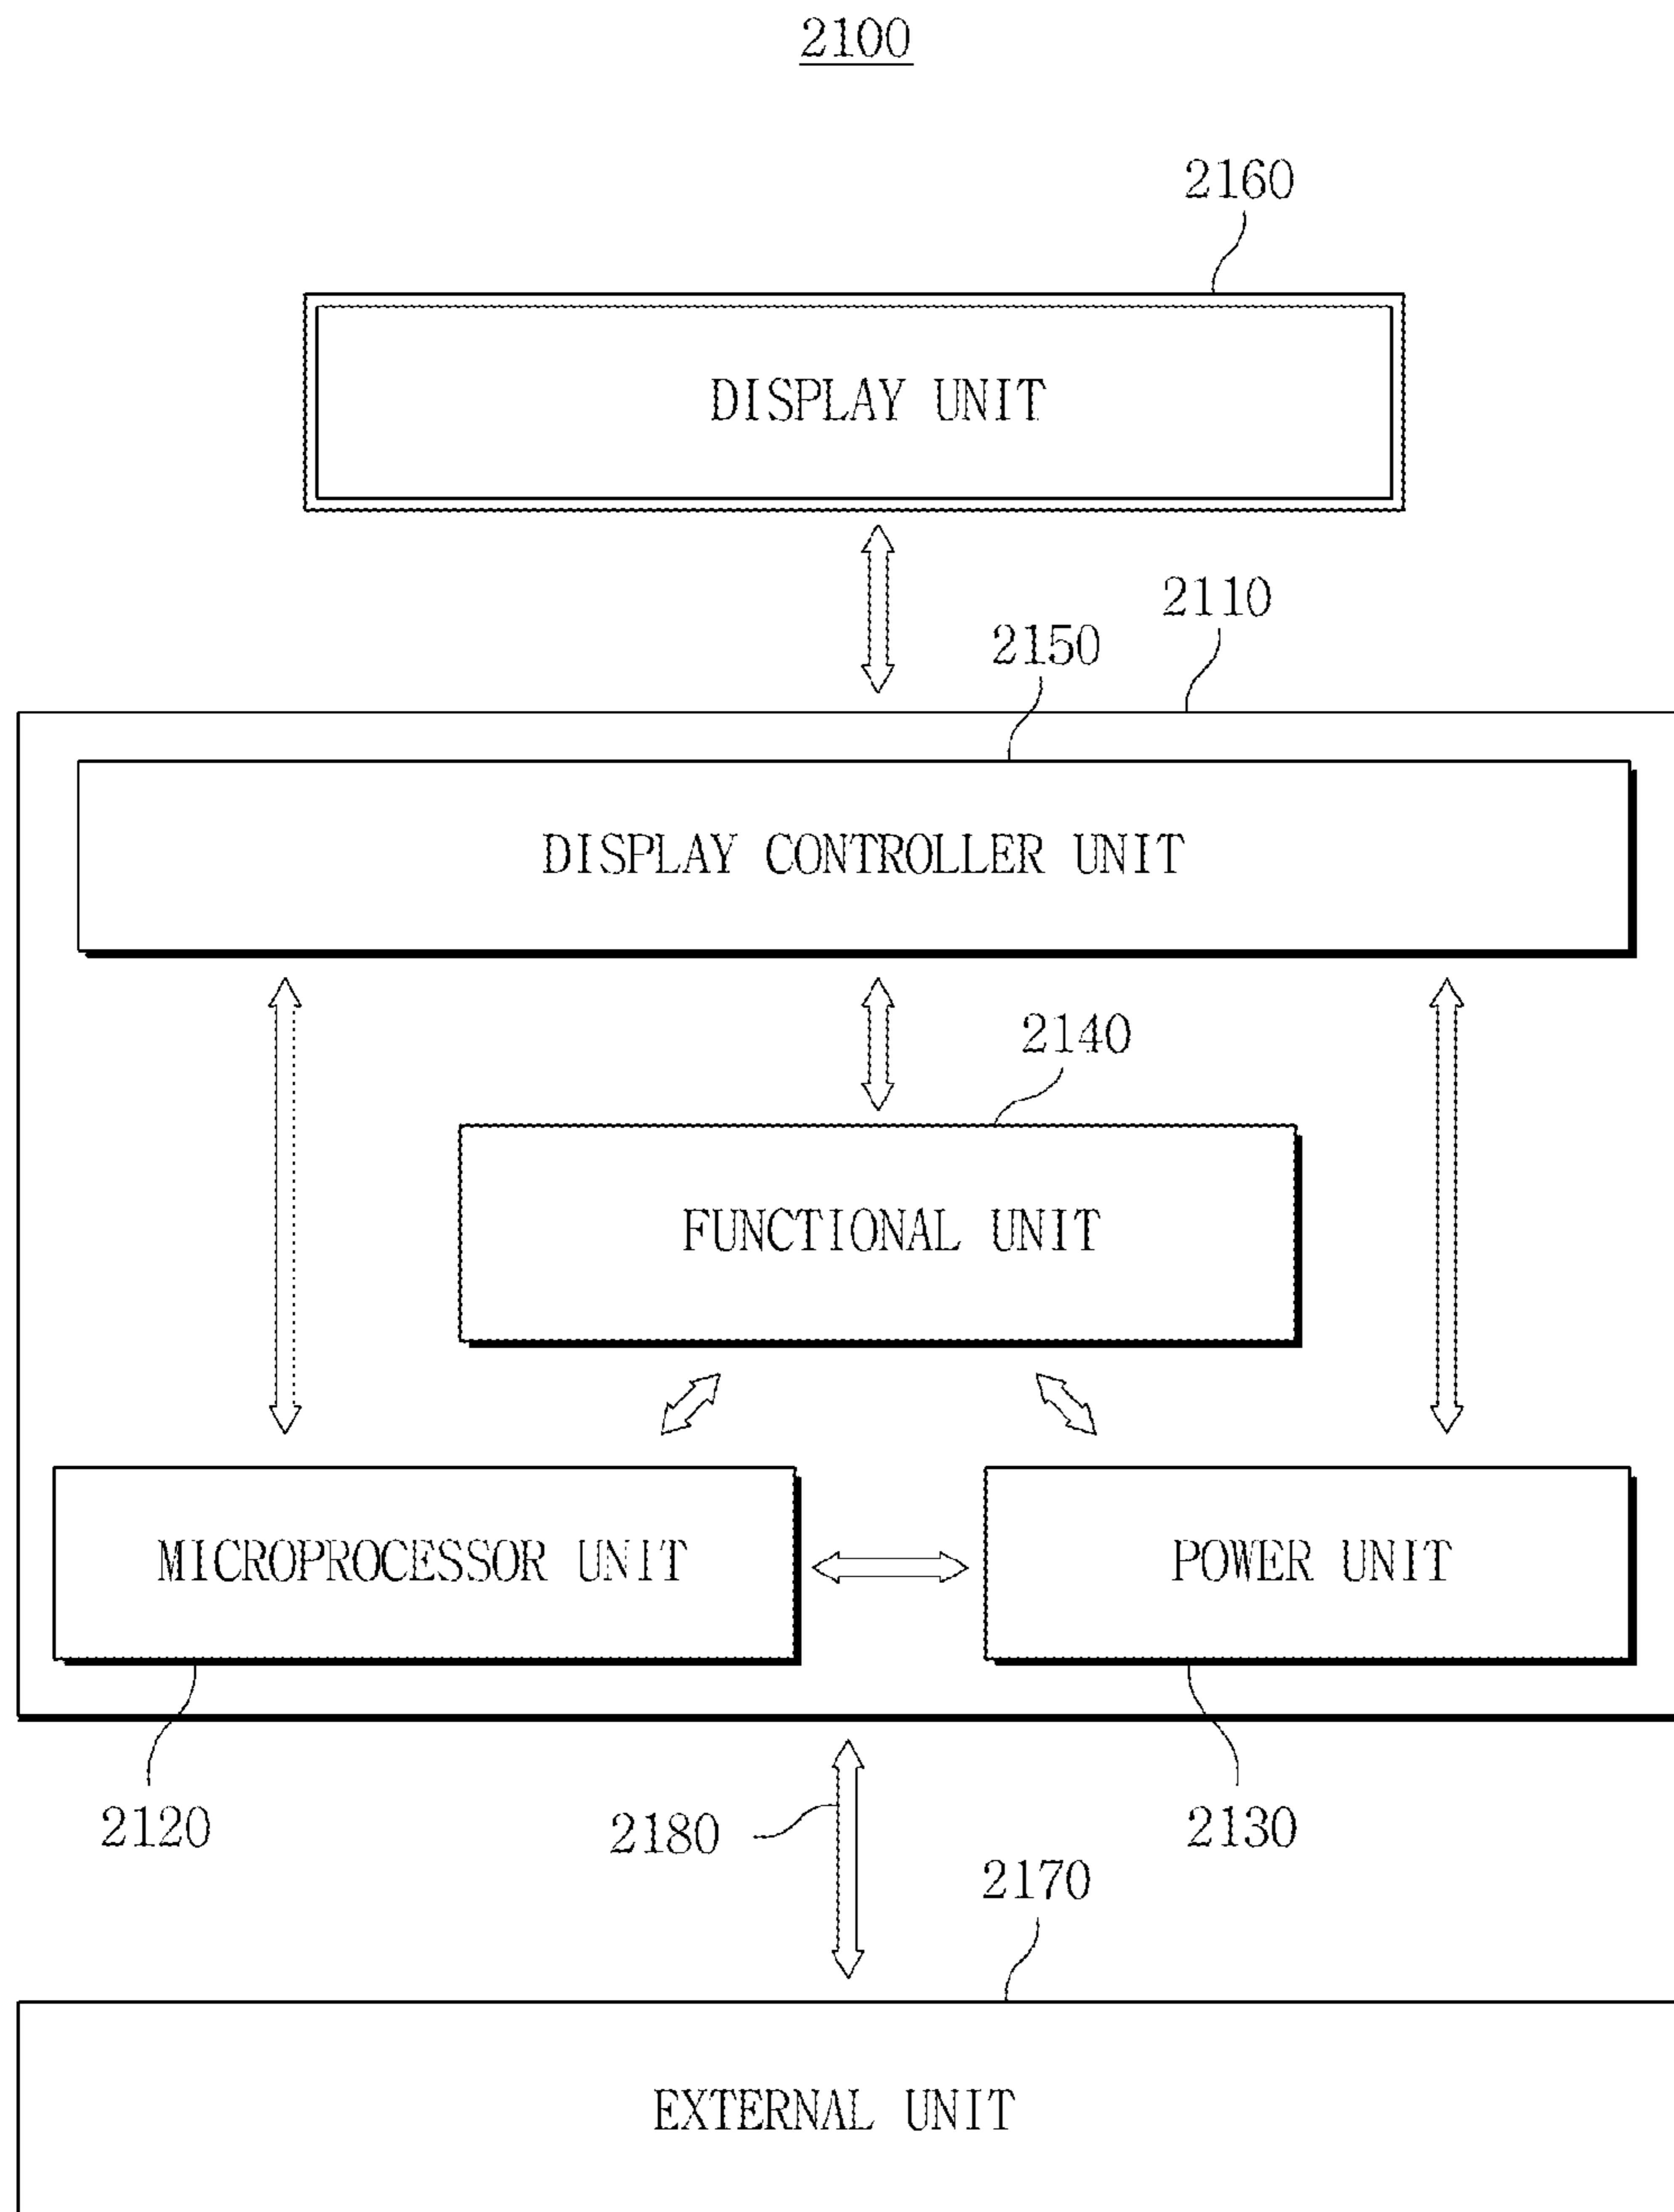 2100
2160
DISPLAY UNIT
2110
2150
DISPLAY CONTROLLER UNIT
2140
FUNCTIONAL UNIT
MICROPROCESSOR UNIT
POWER UNIT
2120
2180
2130
2170
EXTERNAL UNIT